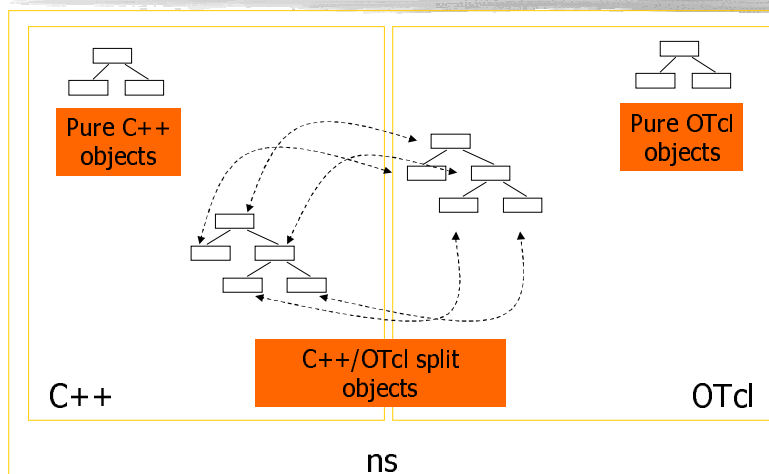 Pure C++
objects
Pure OTcl
objects
C++/OTcl split
objects
C++
OTcl
ns